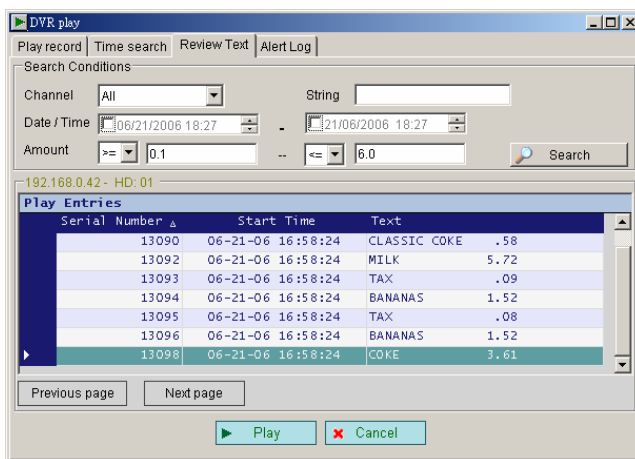 DVR play
Play record Time search Review Text Alert Log
Search Conditions
Channel All String
Date / Time 06/21/2006 18:27 - 21/06/2006 18:27
Amount >= 0.1 -- <= 6.0 Search
192.168.0.42 - HD: 01
Play Entries
Serial Number Start Time Text
13090 06-21-06 16:58:24 CLASSIC COKE .58
13092 06-21-06 16:58:24 MILK 5.72
13093 06-21-06 16:58:24 TAX .09
13094 06-21-06 16:58:24 BANANAS 1.52
13095 06-21-06 16:58:24 TAX .08
13096 06-21-06 16:58:24 BANANAS 1.52
13098 06-21-06 16:58:24 COKE 3.61
Previous page Next page
Play Cancel